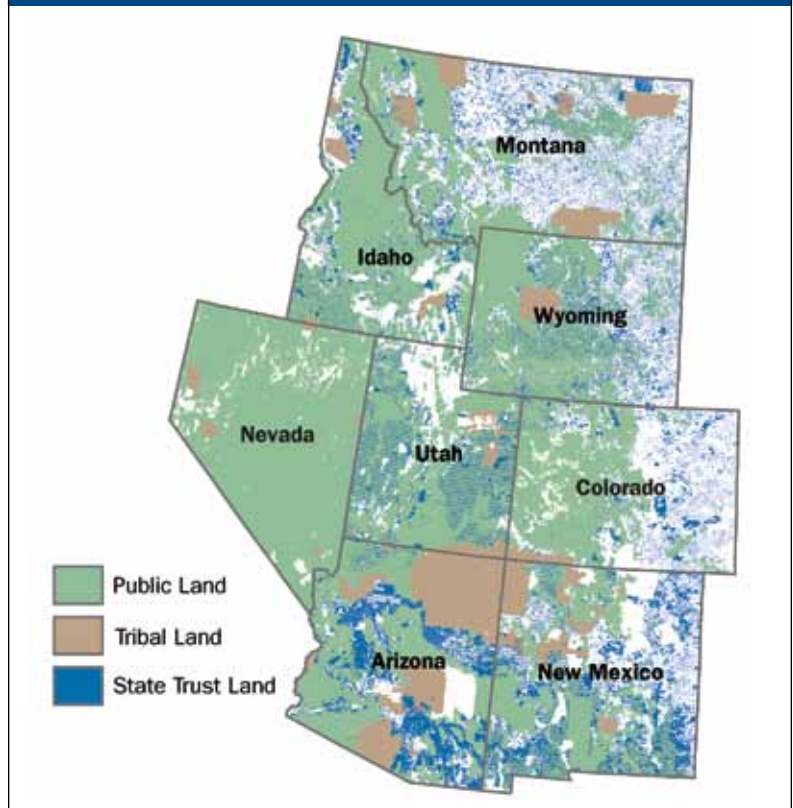 Montana
Idaho
Wyoming
Nevada
Utah
Colorado
Public Land
Tribal Land
State Trust Land
Arizona
New Mexico